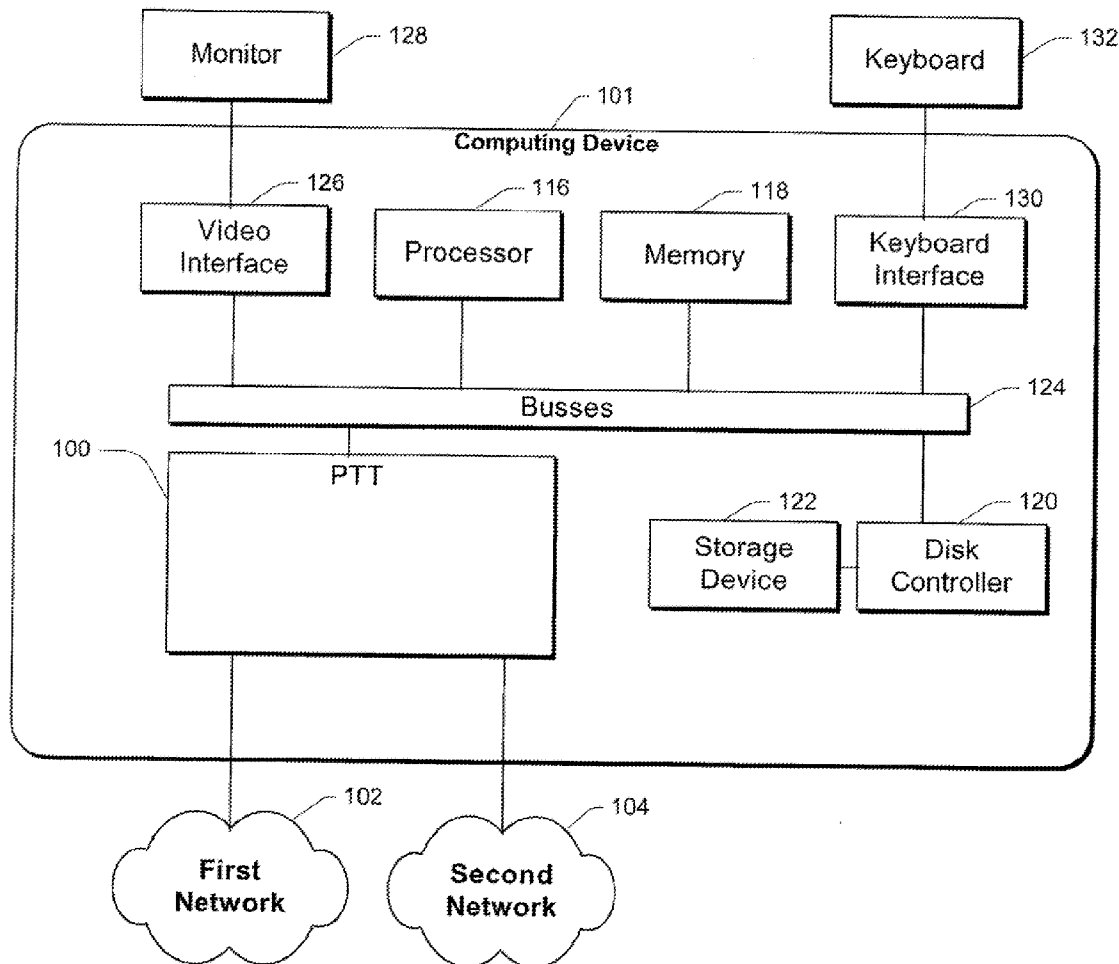 Monitor
128
Keyboard
132
101
Computing Device
126
Video
Interface
116
Processor
118
Memory
130
Keyboard
Interface
Busses
124
100
PTT
122
Storage
Device
120
Disk
Controller
102
First
Network
104
Second
Network